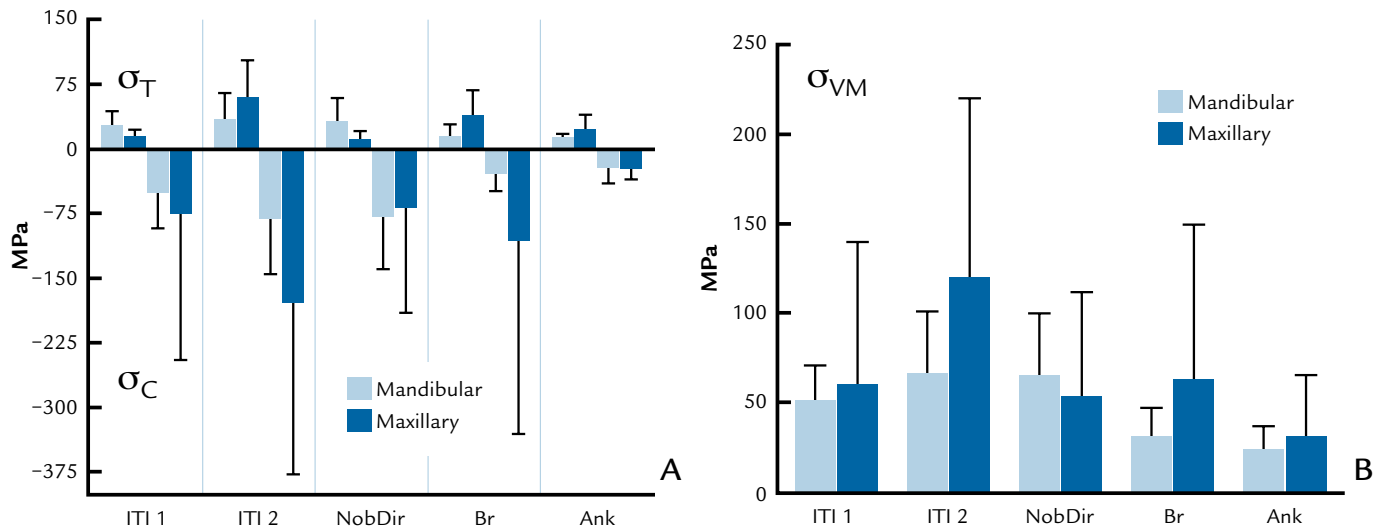 150
75
0
−75
−150
−225
−300
−375
MPa
σT
σC
Mandibular
Maxillary
A
ITI 1
ITI 2
NobDir
Br
Ank
250
200
150
100
50
0
MPa
σVM
Mandibular
Maxillary
B
ITI 1
ITI 2
NobDir
Br
Ank